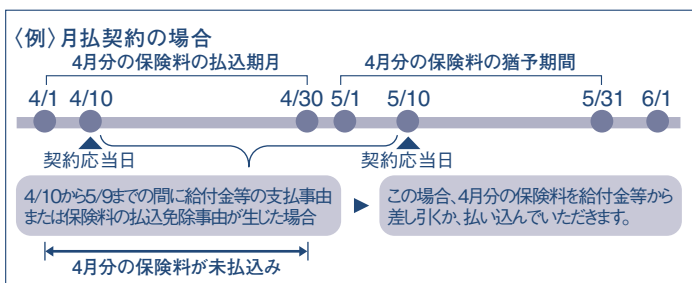 〈例〉月払契約の場合
4月分の保険料の払込期月 4月分の保険料の猶予期間
4/1 4/10 4/30 5/1 5/10 5/31 6/1
契約応当日 契約応当日
4/10から5/9までの間に給付金等の支払事由
または保険料の払込免除事由が生じた場合
この場合、4月分の保険料を給付金等から
差し引くか、払い込んでいただきます。
4月分の保険料が未払込み